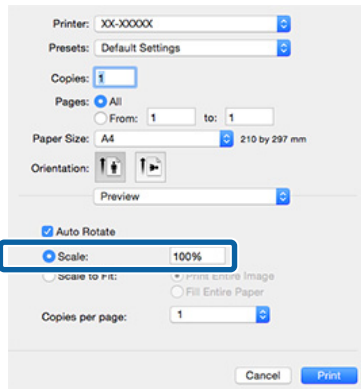 Printer: XX-XXXXX
Presets: Default Settings
Copies: 1
Pages: All
From: 1 to: 1
Paper Size: A4 210 by 297 mm
Orientation:
Preview
Auto Rotate
Scale: 100%
Scale to Fit: Print Entire Image
Fill Entire Paper
Copies per page: 1
Cancel Print